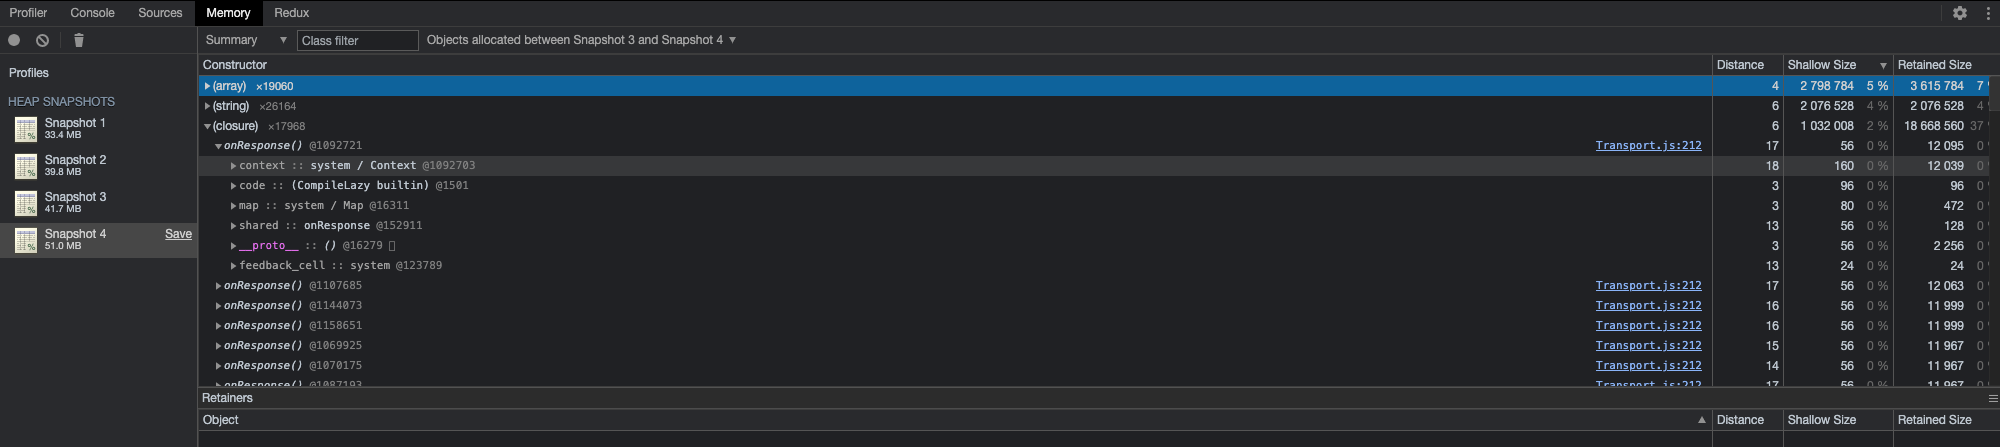 Profiler Console Sources Memory Redux
Summary ▼ Class filter Objects allocated between Snapshot 3 and Snapshot 4 ▼
Profiles
HEAP SNAPSHOTS
Snapshot 1
33.4 MB
Snapshot 2
39.8 MB
Snapshot 3
41.7 MB
Snapshot 4 Save
51.0 MB
Constructor Distance Shallow Size ▼ Retained Size
(array) ×19060 4 2 798 784 5 % 3 615 784 7
(string) ×26164 6 2 076 528 4 % 2 076 528 4
(closure) ×17968 6 1 032 008 2 % 18 668 560 37
onResponse() @1092721 Transport.js:212 17 56 0 % 12 095 0
context :: system / Context @1092703 18 160 0 % 12 039 0
code :: (CompileLazy builtin) @1501 3 96 0 % 96 0
map :: system / Map @16311 3 80 0 % 472 0
shared :: onResponse @152911 13 56 0 % 128 0
__proto__ :: () @16279 3 56 0 % 2 256 0
feedback_cell :: system @123789 13 24 0 % 24 0
onResponse() @1107685 Transport.js:212 17 56 0 % 12 063 0
onResponse() @1144073 Transport.js:212 16 56 0 % 11 999 0
onResponse() @1158651 Transport.js:212 16 56 0 % 11 999 0
onResponse() @1069925 Transport.js:212 15 56 0 % 11 967 0
onResponse() @1070175 Transport.js:212 14 56 0 % 11 967 0
onResponse() @1087193 Transport.js:212 17 56 0 % 11 967 0
Retainers
Object ▲ Distance Shallow Size Retained Size